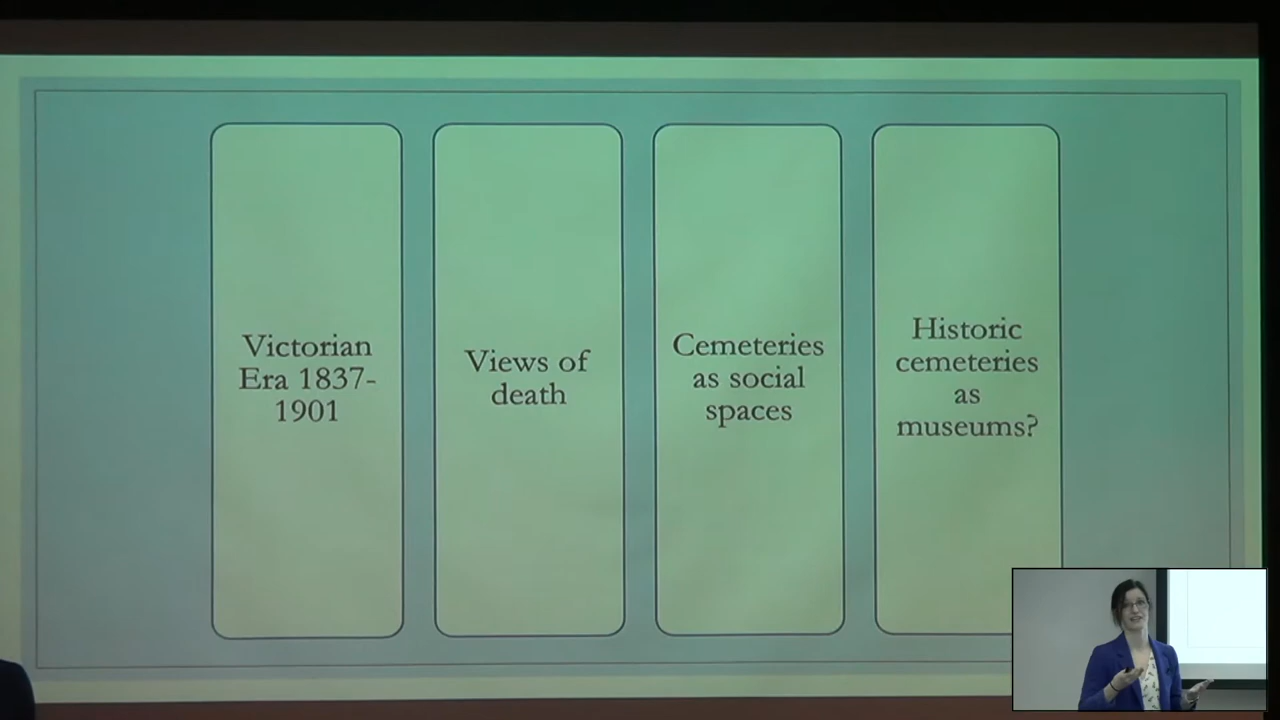 Victorian
Era 1837-
1901
Views of
death
Cemeteries
as social
spaces
Historic
cemeteries
as
museums?